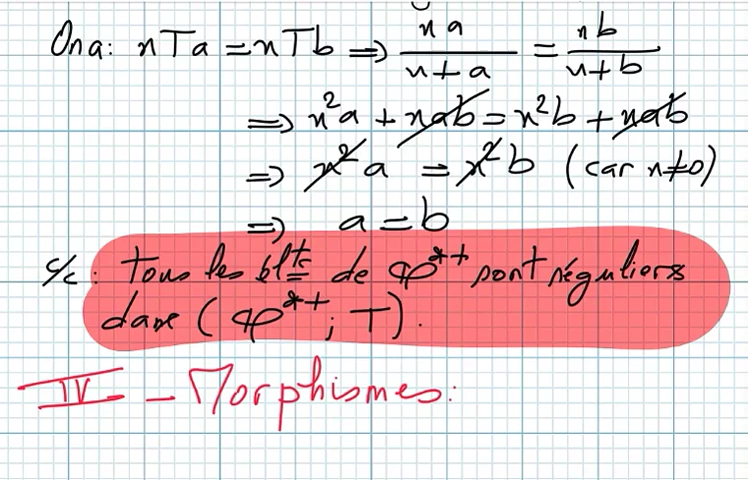 On a : xTa = xTb ⟹ xa/(x+a) = xb/(x+b)
⟹ x²a + xab = x²b + xab
⟹ x²a = x²b (car x≠0)
⟹ a = b
C/c : Tous les élts de ℚ*+ sont réguliers
dans (ℚ*+ ; T).
IV - Morphismes: